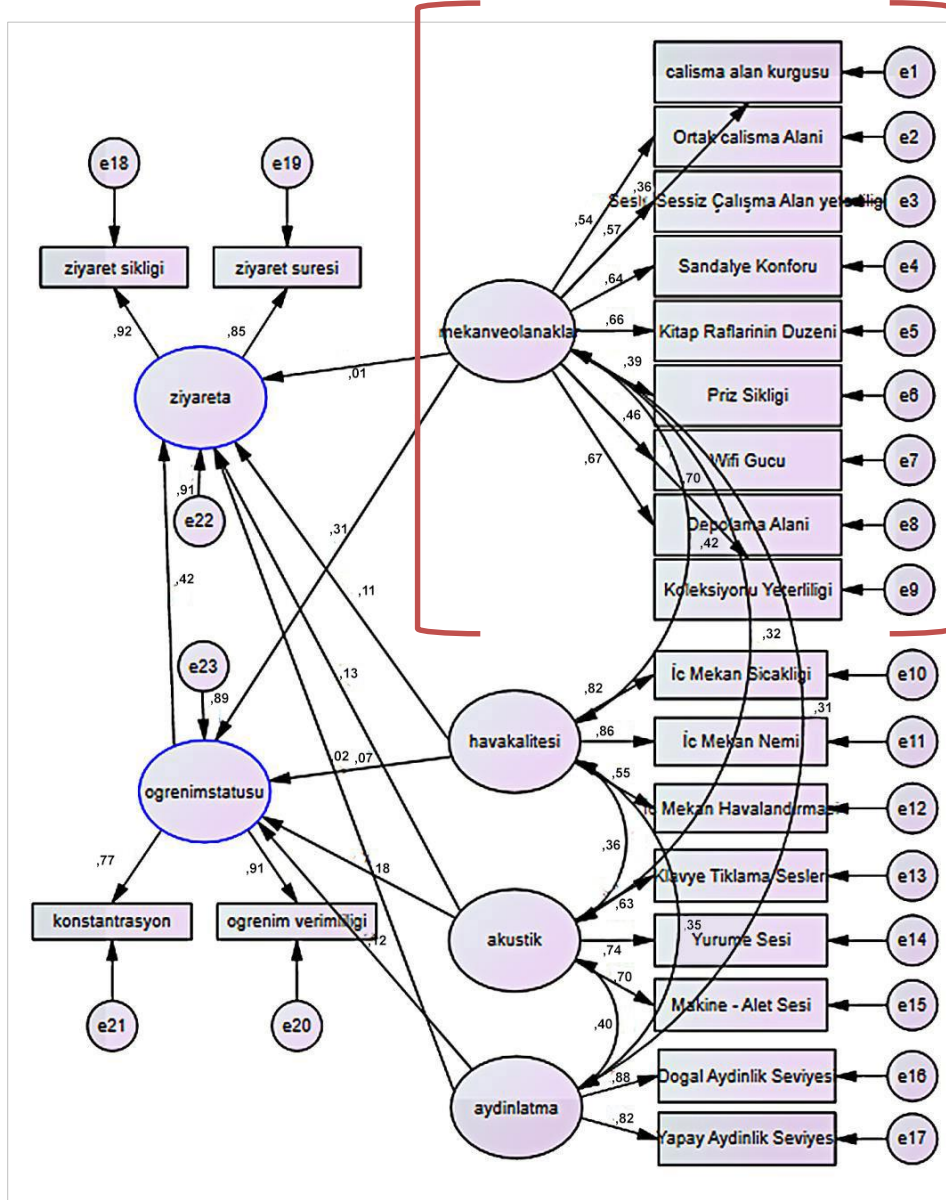 calisma alan kurgusu
e1
Ortak calisma Alani
e2
,36
Sessiz Çalışma Alan
e3
,54
,57
Sandalye Konforu
e4
,64
Kitap Raflarinin Duzeni
e5
,66
Priz Sikligi
e6
,39
Wifi Gucu
e7
,46
,70
Depolama Alani
e8
,67
,42
Koleksiyonu Yeterliligi
e9
mekanveolanaklar
e18
e19
ziyaret sikligi
ziyaret suresi
,92
,85
ziyareta
,01
,91
e22
,31
,42
,11
,13
,32
,31
e23
,89
ogrenimstatusu
,02
,07
,77
,91
,18
,12
konstantrasyon
ogrenim verimliligi
e21
e20
havakalitesi
,82
İc Mekan Sicakligi
e10
,86
İc Mekan Nemi
e11
,55
Mekan Havalandirmasi
e12
,36
Klavye Tiklama Sesleri
e13
,63
akustik
,74
Yurume Sesi
e14
,35
,70
Makine - Alet Sesi
e15
,40
aydinlatma
,88
Dogal Aydinlik Seviyesi
e16
,82
Yapay Aydinlik Seviyesi
e17